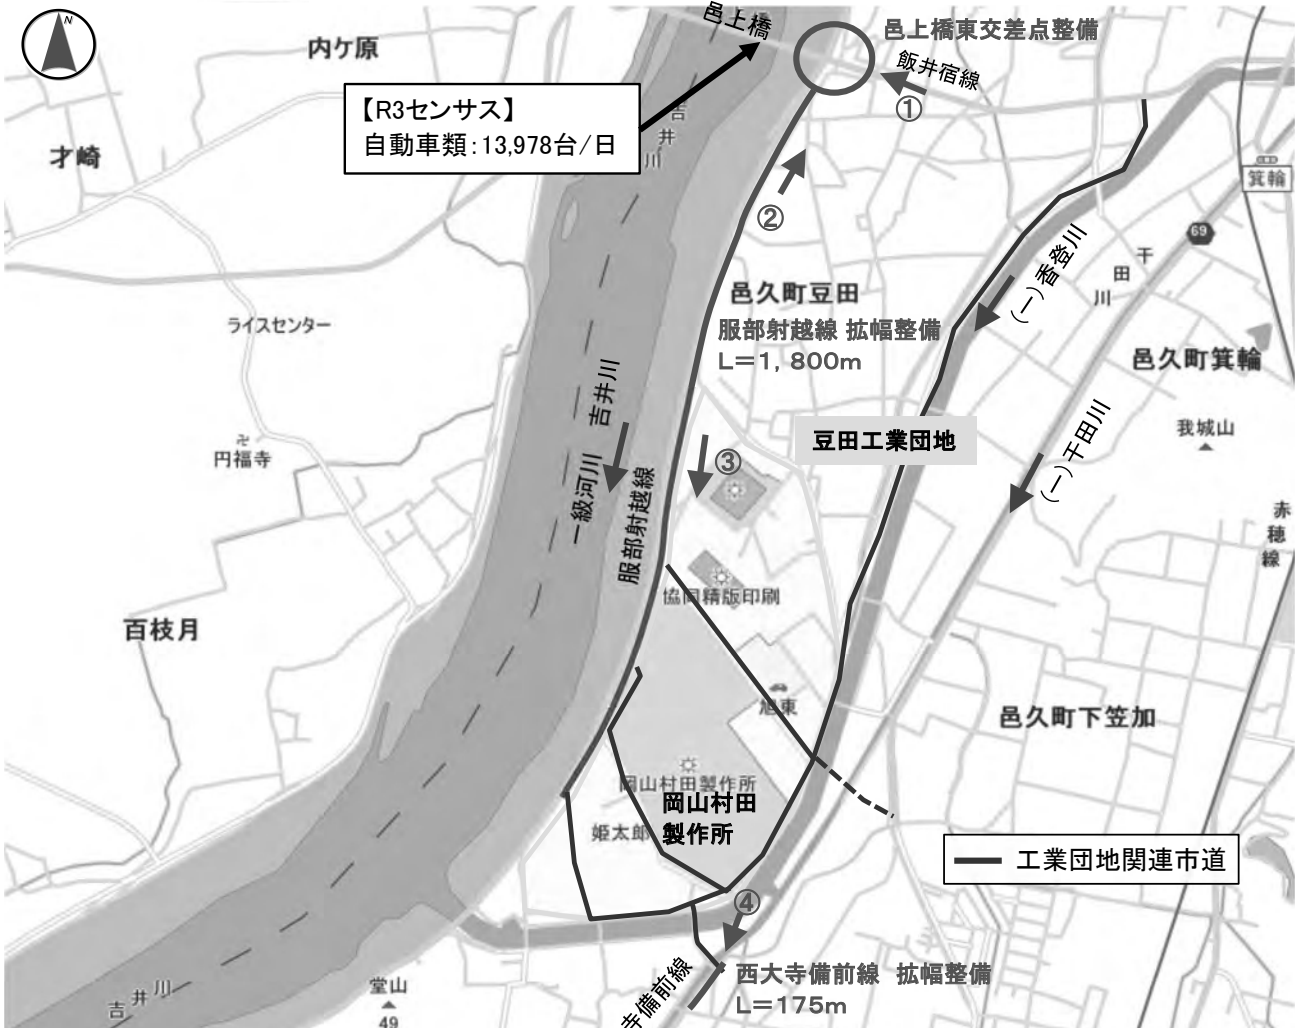 N
邑上橋
邑上橋東交差点整備
内ケ原
飯井宿線
【R3センサス】
自動車類：13,978台/日
①
吉井川
才崎
箕輪
②
69
干田川
(一)香登川
邑久町豆田
ライスセンター
服部射越線 拡幅整備
L＝1,800m
邑久町箕輪
吉井川
豆田工業団地
我城山
(一)干田川
卍
円福寺
③
一級河川
服部射越線
赤穂線
協同精版印刷
百枝月
旭東
邑久町下笠加
岡山村田製作所
岡山村田
製作所
姫太郎
工業団地関連市道
④
西大寺備前線 拡幅整備
L＝175m
寺備前線
堂山
49
吉井川